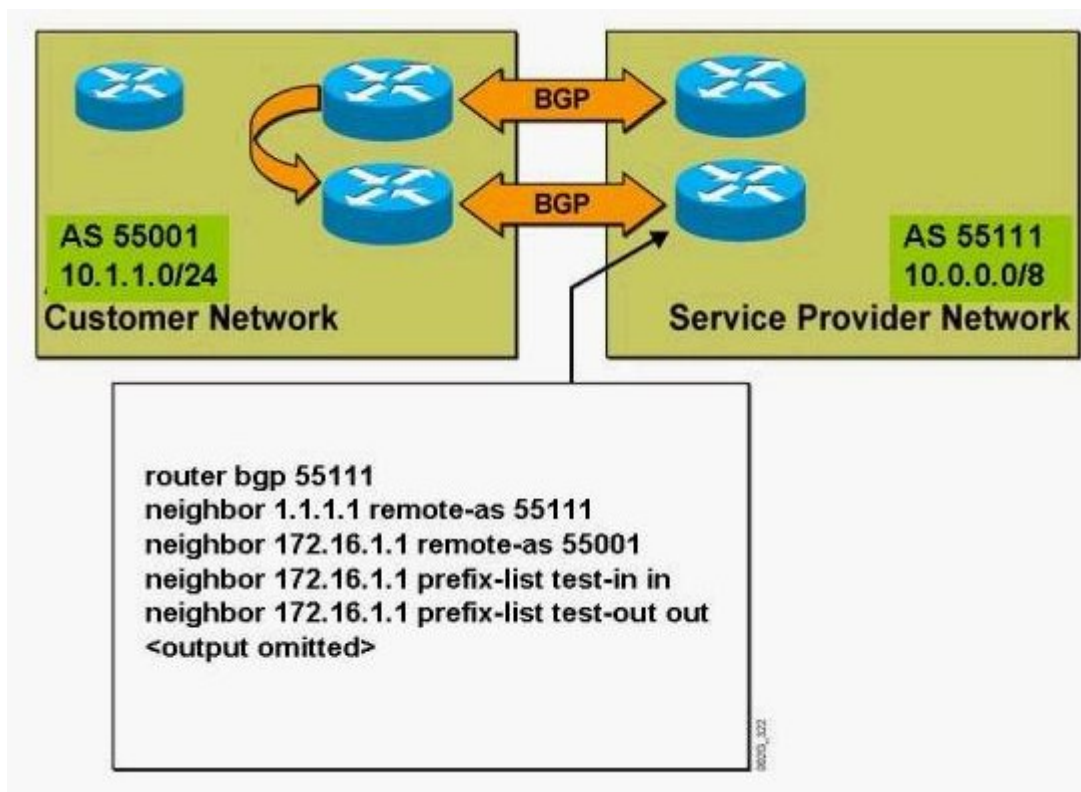 BGP
BGP
AS 55001
10.1.1.0/24
Customer Network
AS 55111
10.0.0.0/8
Service Provider Network
router bgp 55111
neighbor 1.1.1.1 remote-as 55111
neighbor 172.16.1.1 remote-as 55001
neighbor 172.16.1.1 prefix-list test-in in
neighbor 172.16.1.1 prefix-list test-out out
<output omitted>